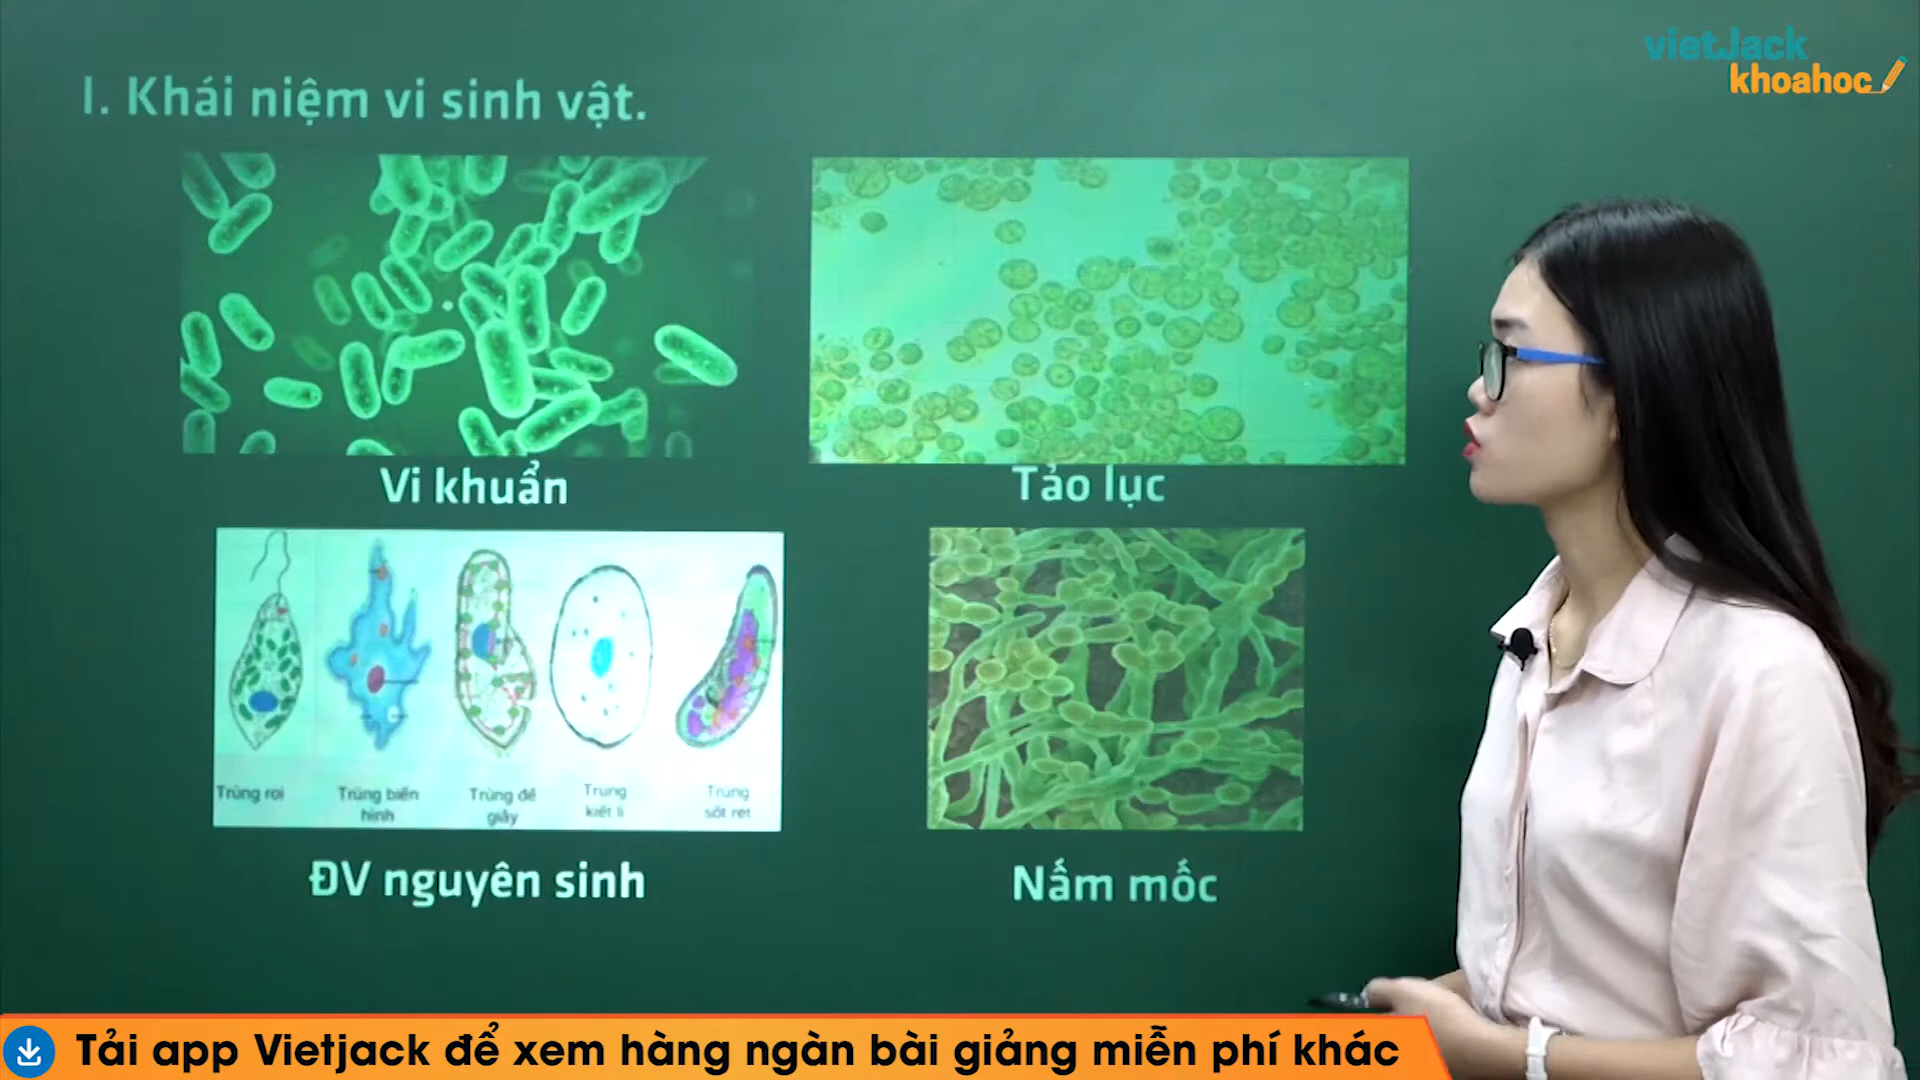 vietJack
khoahoc
I. Khái niệm vi sinh vật.
Vi khuẩn
Tảo lục
Trùng roi
Trùng biến
hình
Trùng đế
giầy
Trùng
kiết lị
Trùng
sốt rét
ĐV nguyên sinh
Nấm mốc
Tải app Vietjack để xem hàng ngàn bài giảng miễn phí khác